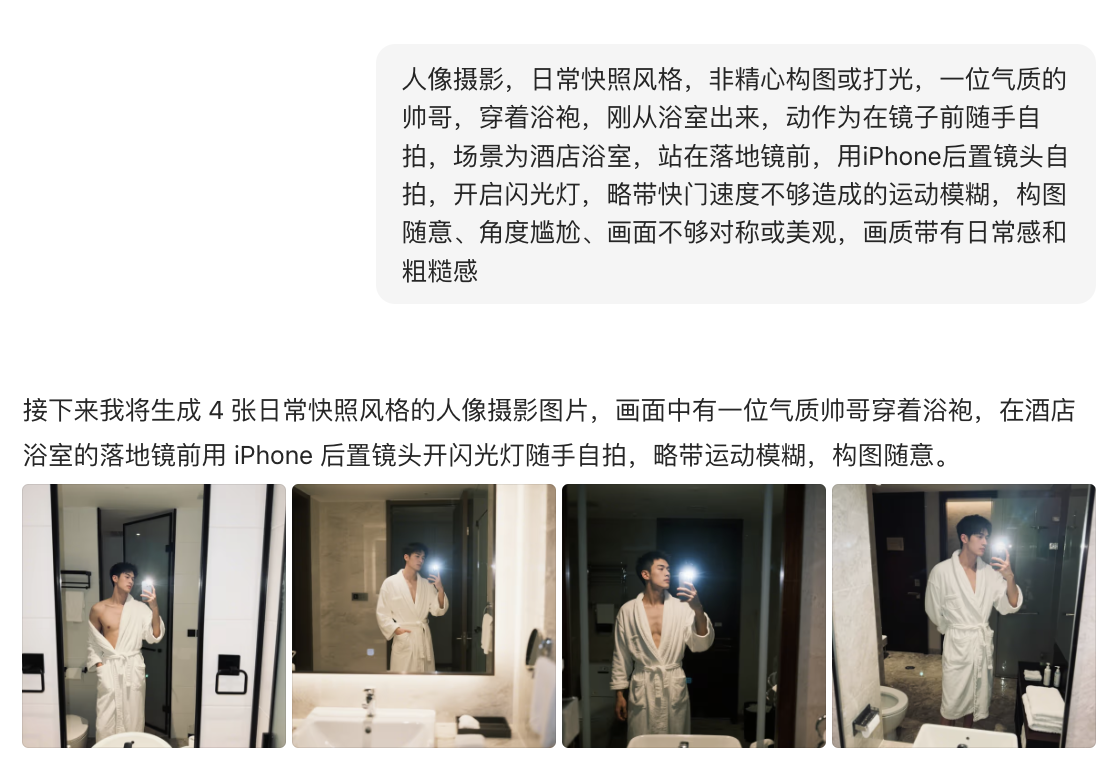 人像摄影，日常快照风格，非精心构图或打光，一位气质的
帅哥，穿着浴袍，刚从浴室出来，动作为在镜子前随手自
拍，场景为酒店浴室，站在落地镜前，用iPhone后置镜头自
拍，开启闪光灯，略带快门速度不够造成的运动模糊，构图
随意、角度尴尬、画面不够对称或美观，画质带有日常感和
粗糙感
接下来我将生成 4 张日常快照风格的人像摄影图片，画面中有一位气质帅哥穿着浴袍，在酒店
浴室的落地镜前用 iPhone 后置镜头开闪光灯随手自拍，略带运动模糊，构图随意。